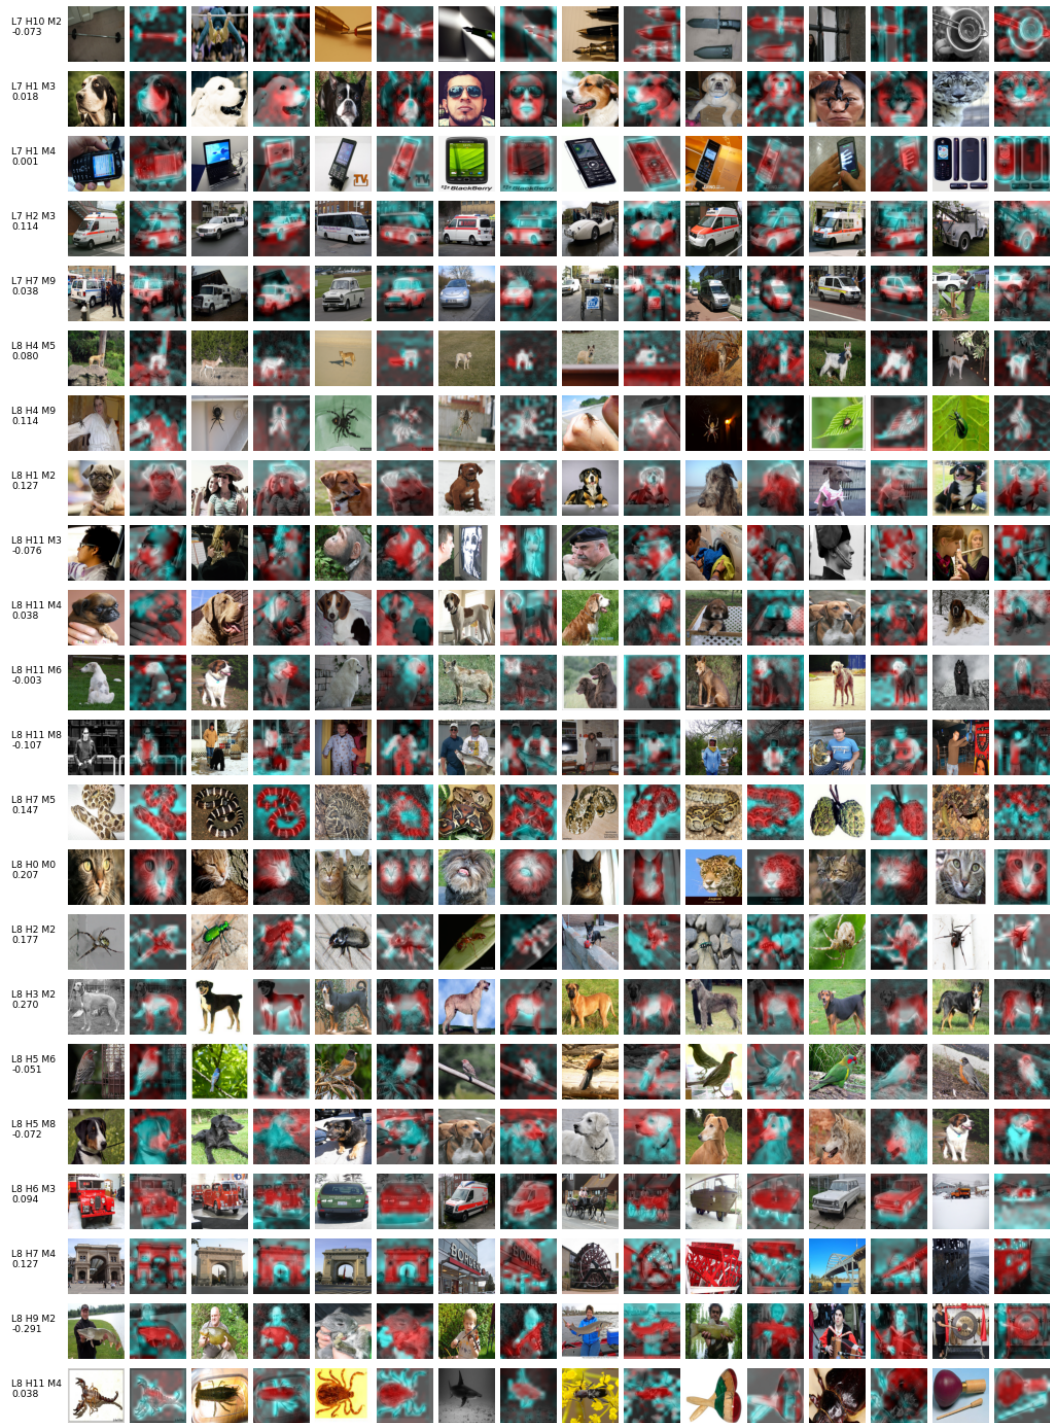 L7 H10 M2
-0.073
L7 H1 M3
0.018
L7 H1 M4
0.001
TV
BlackBerry
L7 H2 M3
0.114
L7 H7 M9
0.038
L8 H4 M5
0.080
L8 H4 M9
0.114
L8 H1 M2
0.127
L8 H11 M3
-0.076
L8 H11 M4
0.038
L8 H11 M6
-0.003
L8 H11 M8
-0.107
L8 H7 M5
0.147
L8 H0 M0
0.207
L8 H2 M2
0.177
L8 H3 M2
0.270
L8 H5 M6
-0.051
L8 H5 M8
-0.072
L8 H6 M3
0.094
L8 H7 M4
0.127
L8 H9 M2
-0.291
L8 H11 M4
0.038